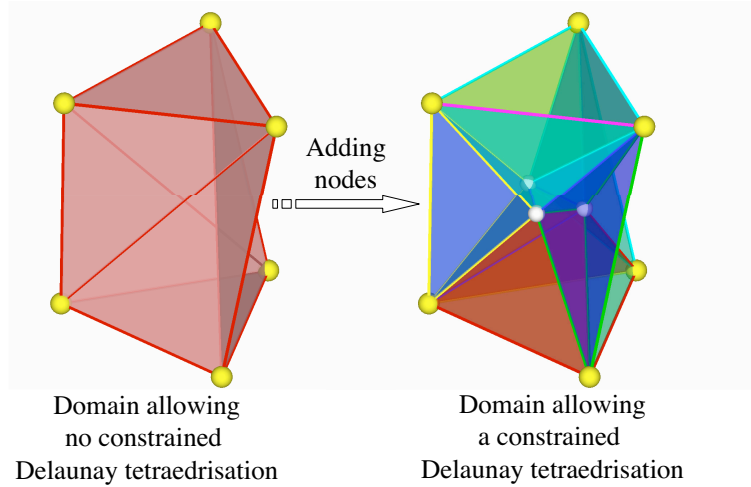 Adding
nodes
Domain allowing
no constrained
Delaunay tetraedrisation
Domain allowing
a constrained
Delaunay tetraedrisation